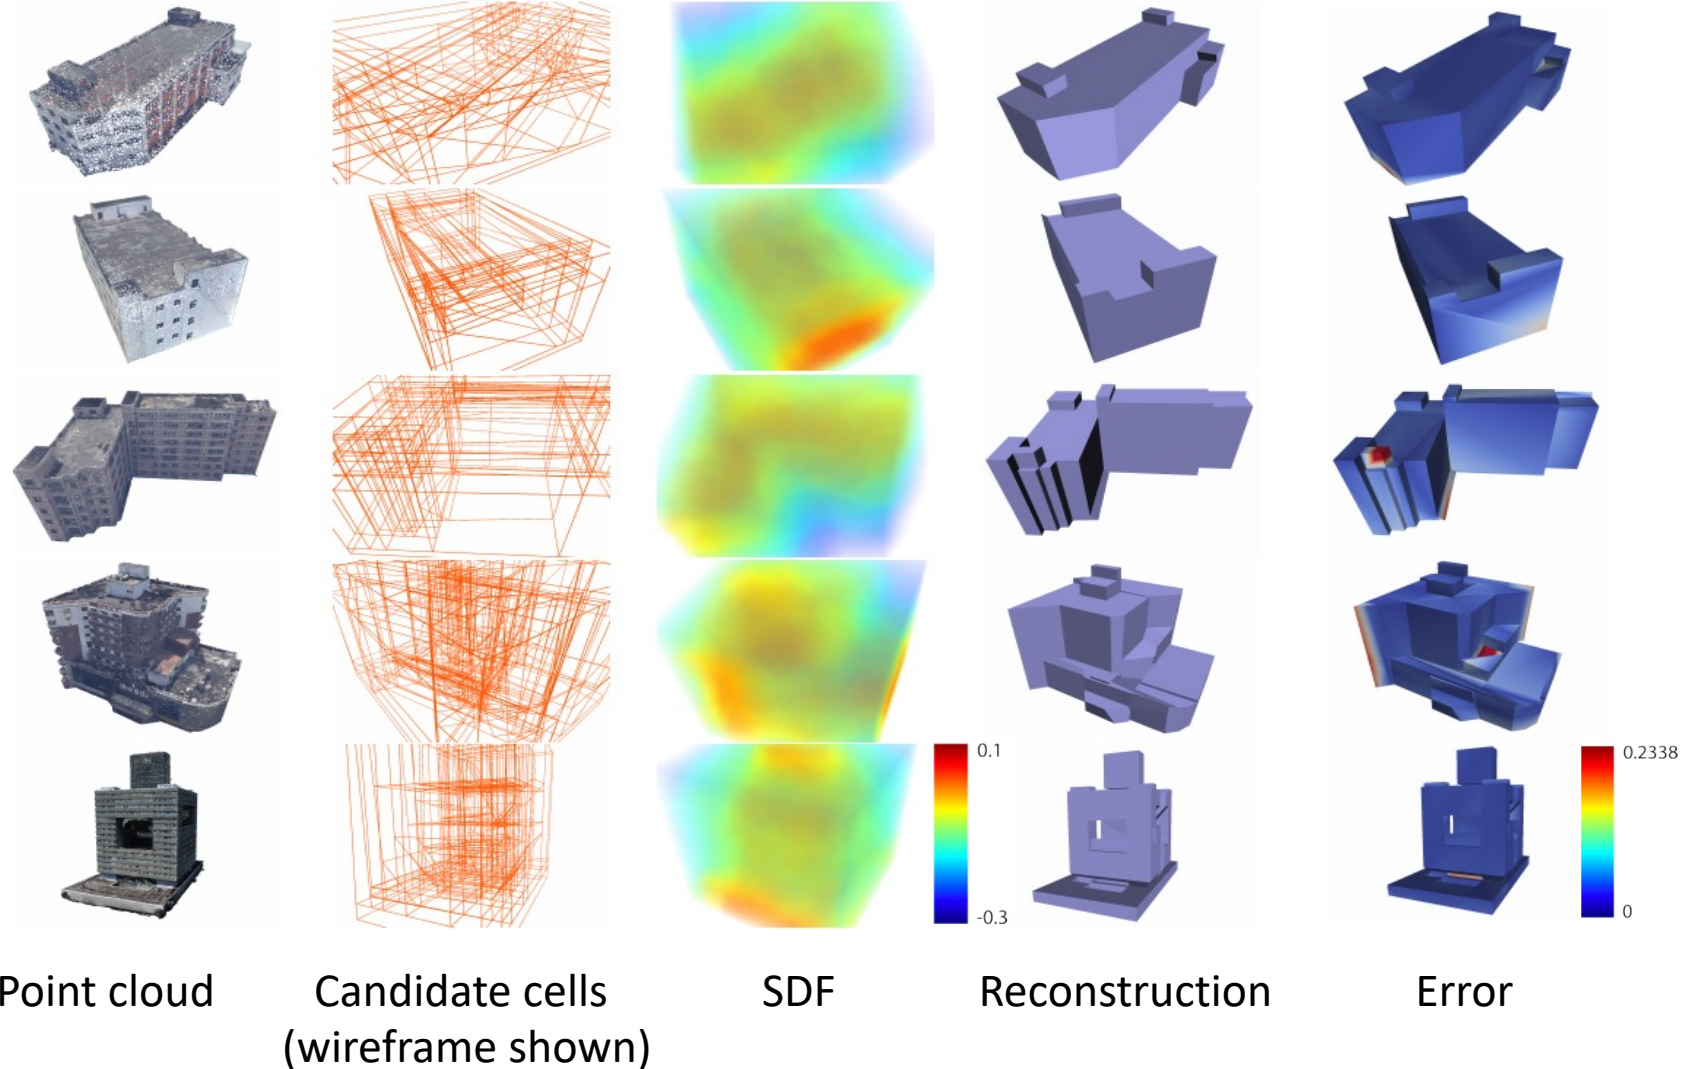 0.1
-0.3
0.2338
0
Point cloud
Candidate cells
(wireframe shown)
SDF
Reconstruction
Error